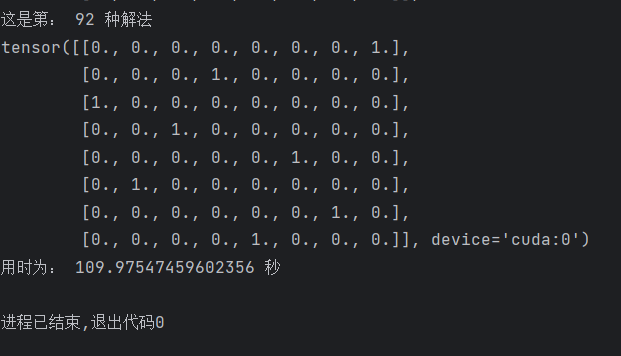 这是第： 92 种解法
tensor([[0., 0., 0., 0., 0., 0., 0., 1.],
[0., 0., 0., 1., 0., 0., 0., 0.],
[1., 0., 0., 0., 0., 0., 0., 0.],
[0., 0., 1., 0., 0., 0., 0., 0.],
[0., 0., 0., 0., 0., 1., 0., 0.],
[0., 1., 0., 0., 0., 0., 0., 0.],
[0., 0., 0., 0., 0., 0., 1., 0.],
[0., 0., 0., 0., 1., 0., 0., 0.]], device='cuda:0')
用时为： 109.97547459602356 秒
进程已结束,退出代码0